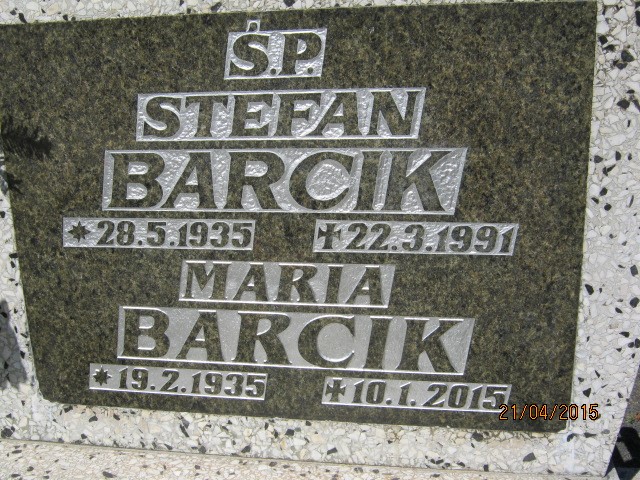 Ś.P.
STEFAN
BARCIK
* 28.5.1935 ✝ 22.3.1991
MARIA
BARCIK
* 19.2.1935 ✝ 10.1.2015
21/04/2015